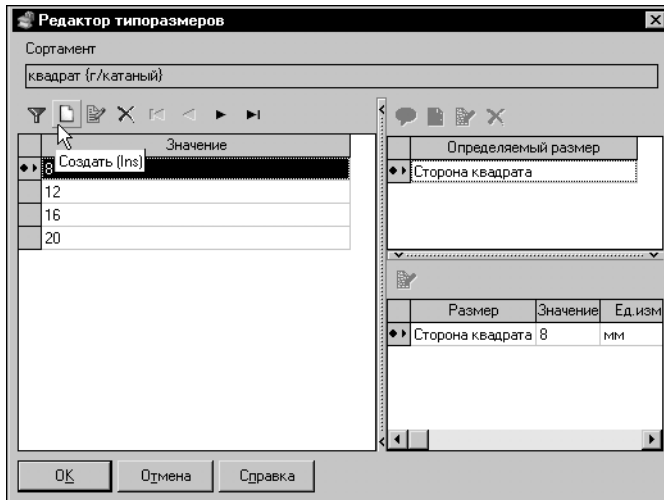 Редактор типоразмеров
Сортамент
квадрат {г/катаный}
Значение
8
Создать (Ins)
12
16
20
Определяемый размер
Сторона квадрата
Размер Значение Ед.изм
Сторона квадрата 8 мм
OK Отмена Справка